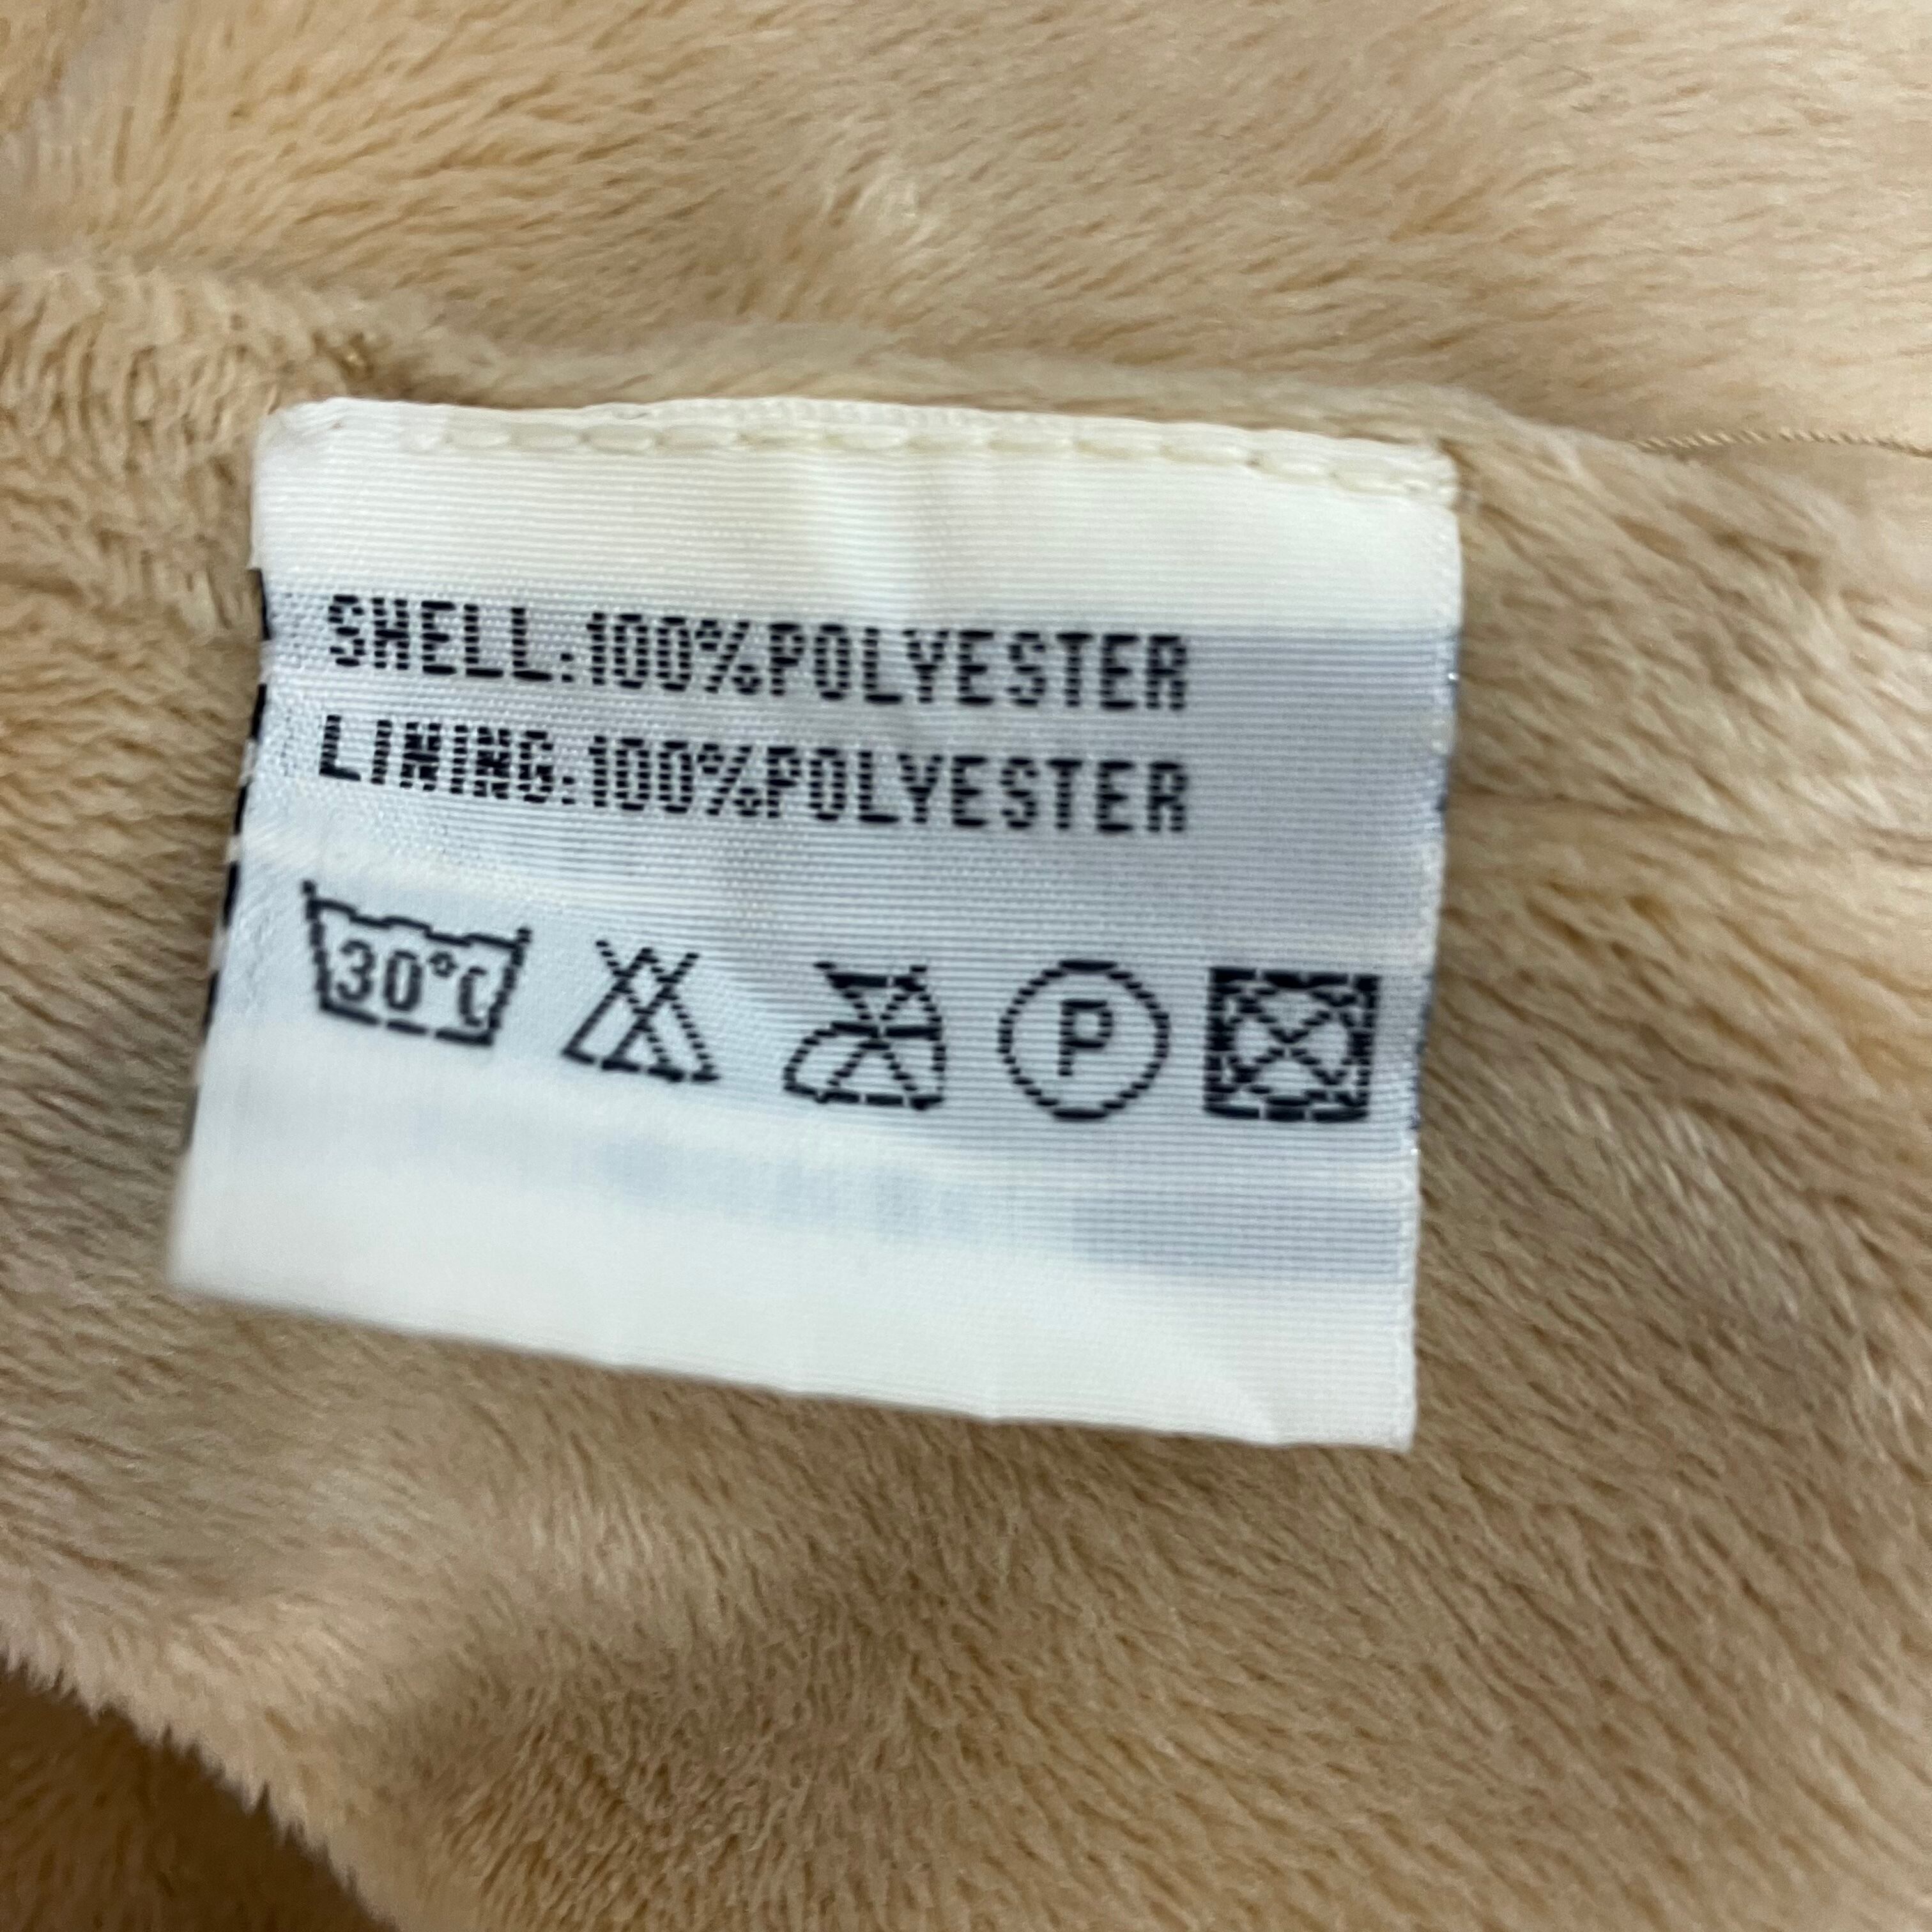 SHELL:100%POLYESTER
LINING:100%POLYESTER
30°C P